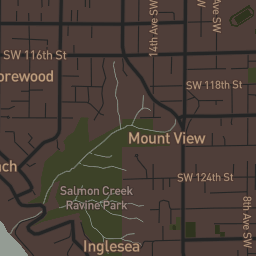 14th Ave SW
Ave SW
SW 116th St
orewood
SW 118th St
Mount View
ach
SW 124th St
Salmon Creek
Ravine Park
8th Ave SW
Inglesea